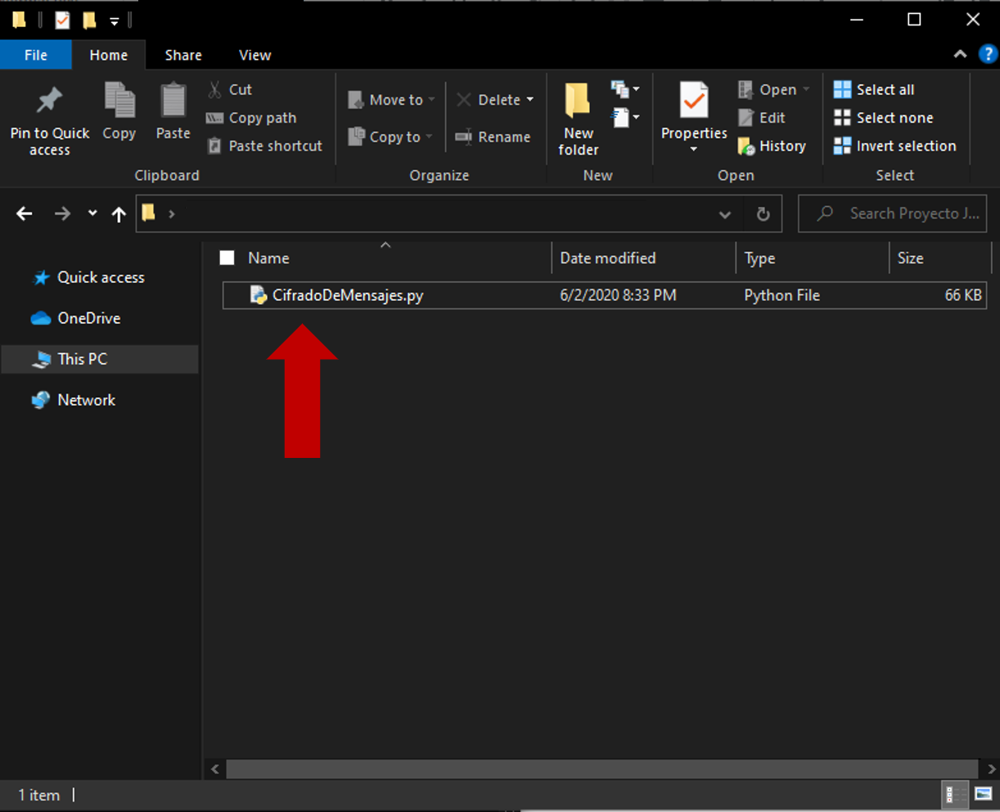 File Home Share View
Cut
Copy path
Paste shortcut
Pin to Quick access
Copy
Paste
Clipboard
Move to
Copy to
Delete
Rename
Organize
New folder
New
Properties
Open
Edit
History
Open
Select all
Select none
Invert selection
Select
Search Proyecto J...
Name Date modified Type Size
CifradoDeMensajes.py 6/2/2020 8:33 PM Python File 66 KB
Quick access
OneDrive
This PC
Network
1 item